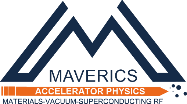 MAVERICS
ACCELERATOR PHYSICS
MATERIALS-VACUUM-SUPERCONDUCTING RF